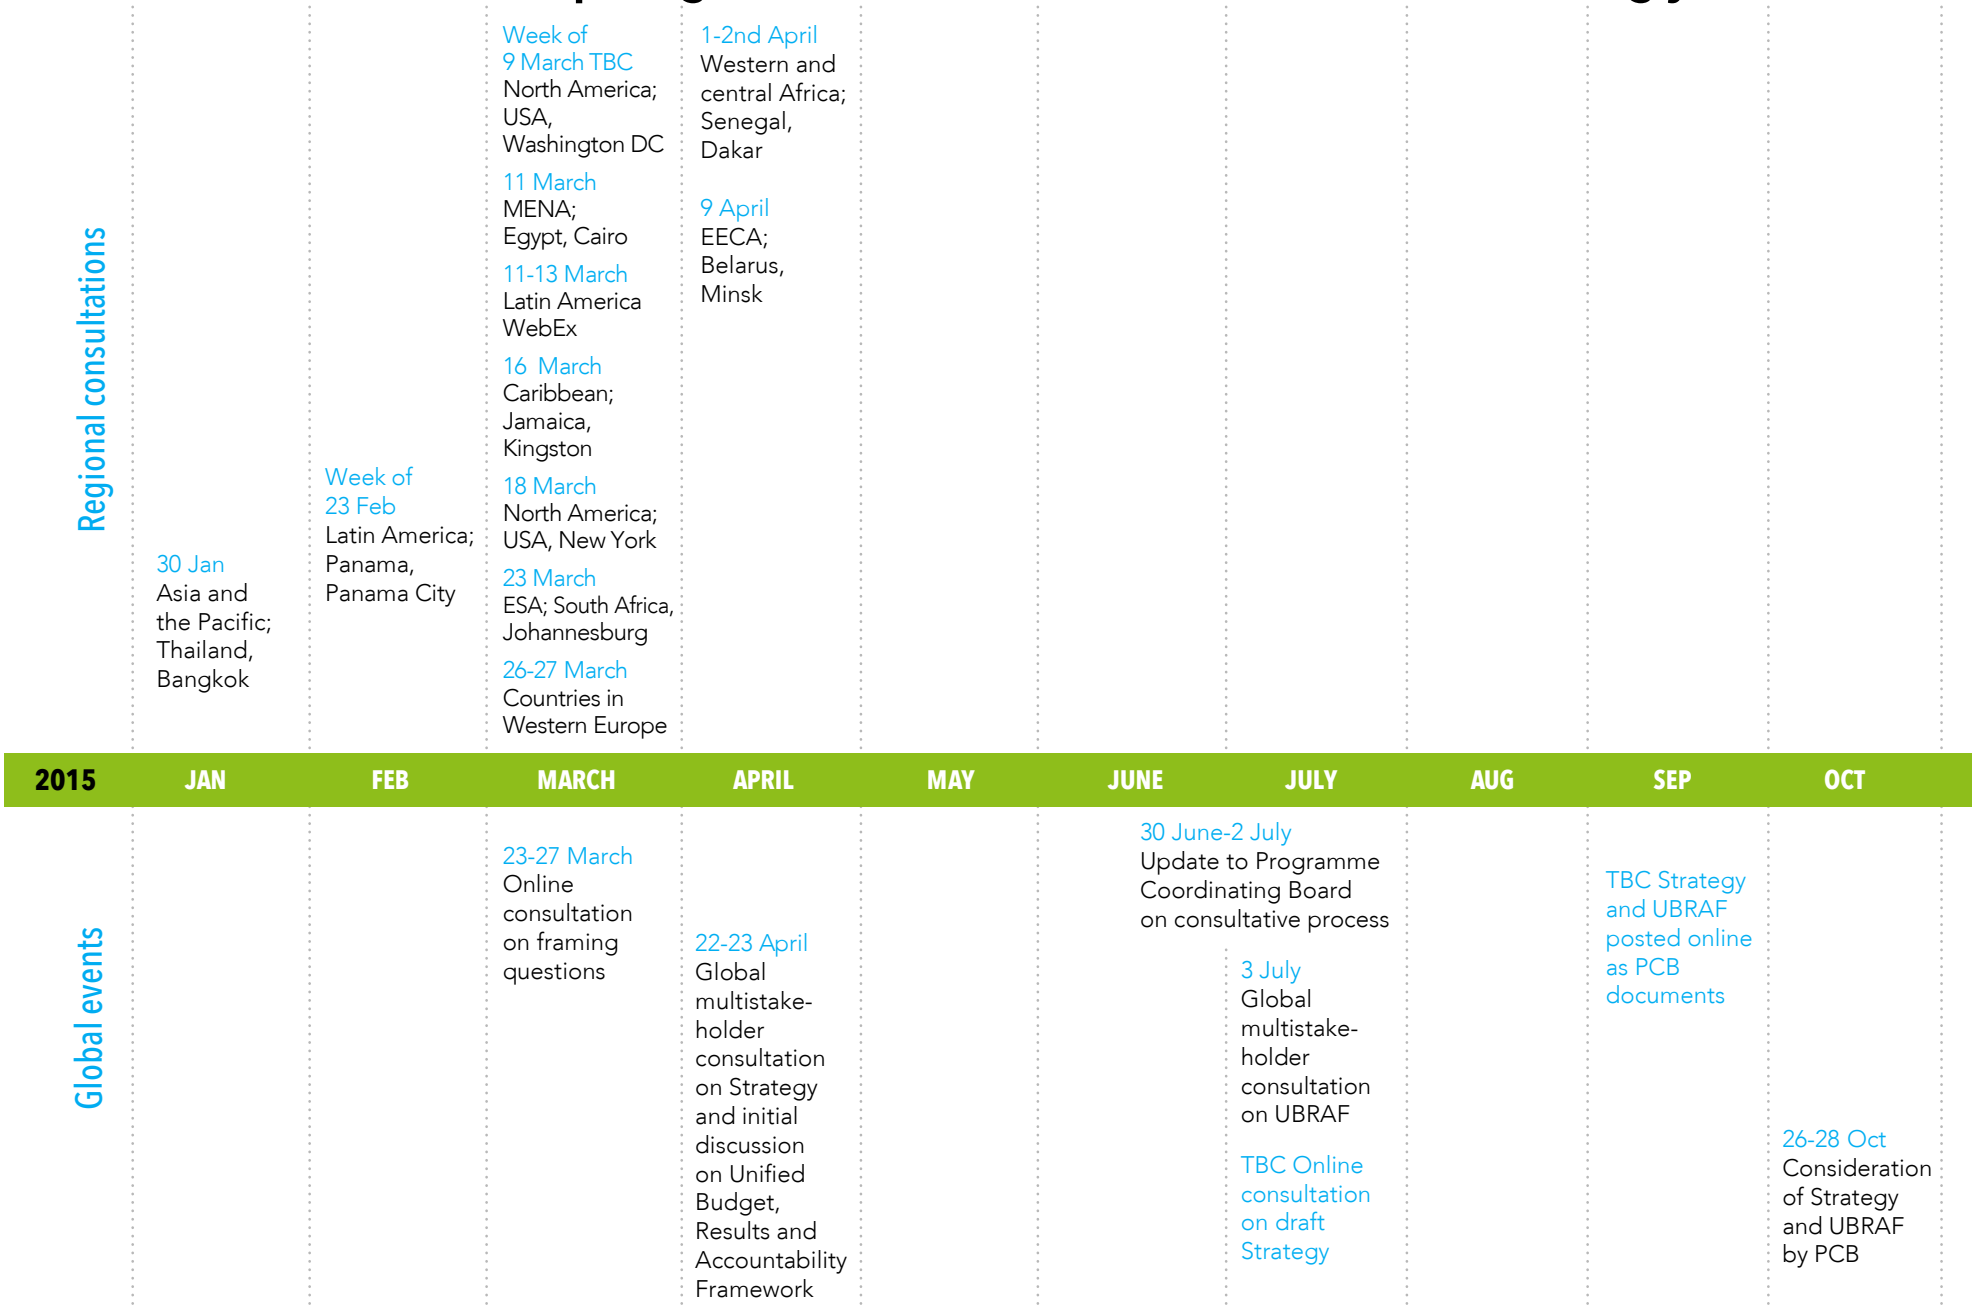 Regional consultations
30 Jan
Asia and
the Pacific;
Thailand,
Bangkok
Week of
23 Feb
Latin America;
Panama,
Panama City
Week of
9 March TBC
North America;
USA,
Washington DC
11 March
MENA;
Egypt, Cairo
11-13 March
Latin America
WebEx
16 March
Caribbean;
Jamaica,
Kingston
18 March
North America;
USA, New York
23 March
ESA; South Africa,
Johannesburg
26-27 March
Countries in
Western Europe
1-2nd April
Western and
central Africa;
Senegal,
Dakar
9 April
EECA;
Belarus,
Minsk
2015 JAN FEB MARCH APRIL MAY JUNE JULY AUG SEP OCT
Global events
23-27 March
Online
consultation
on framing
questions
22-23 April
Global
multistake-
holder
consultation
on Strategy
and initial
discussion
on Unified
Budget,
Results and
Accountability
Framework
30 June-2 July
Update to Programme
Coordinating Board
on consultative process
3 July
Global
multistake-
holder
consultation
on UBRAF
TBC Online
consultation
on draft
Strategy
TBC Strategy
and UBRAF
posted online
as PCB
documents
26-28 Oct
Consideration
of Strategy
and UBRAF
by PCB